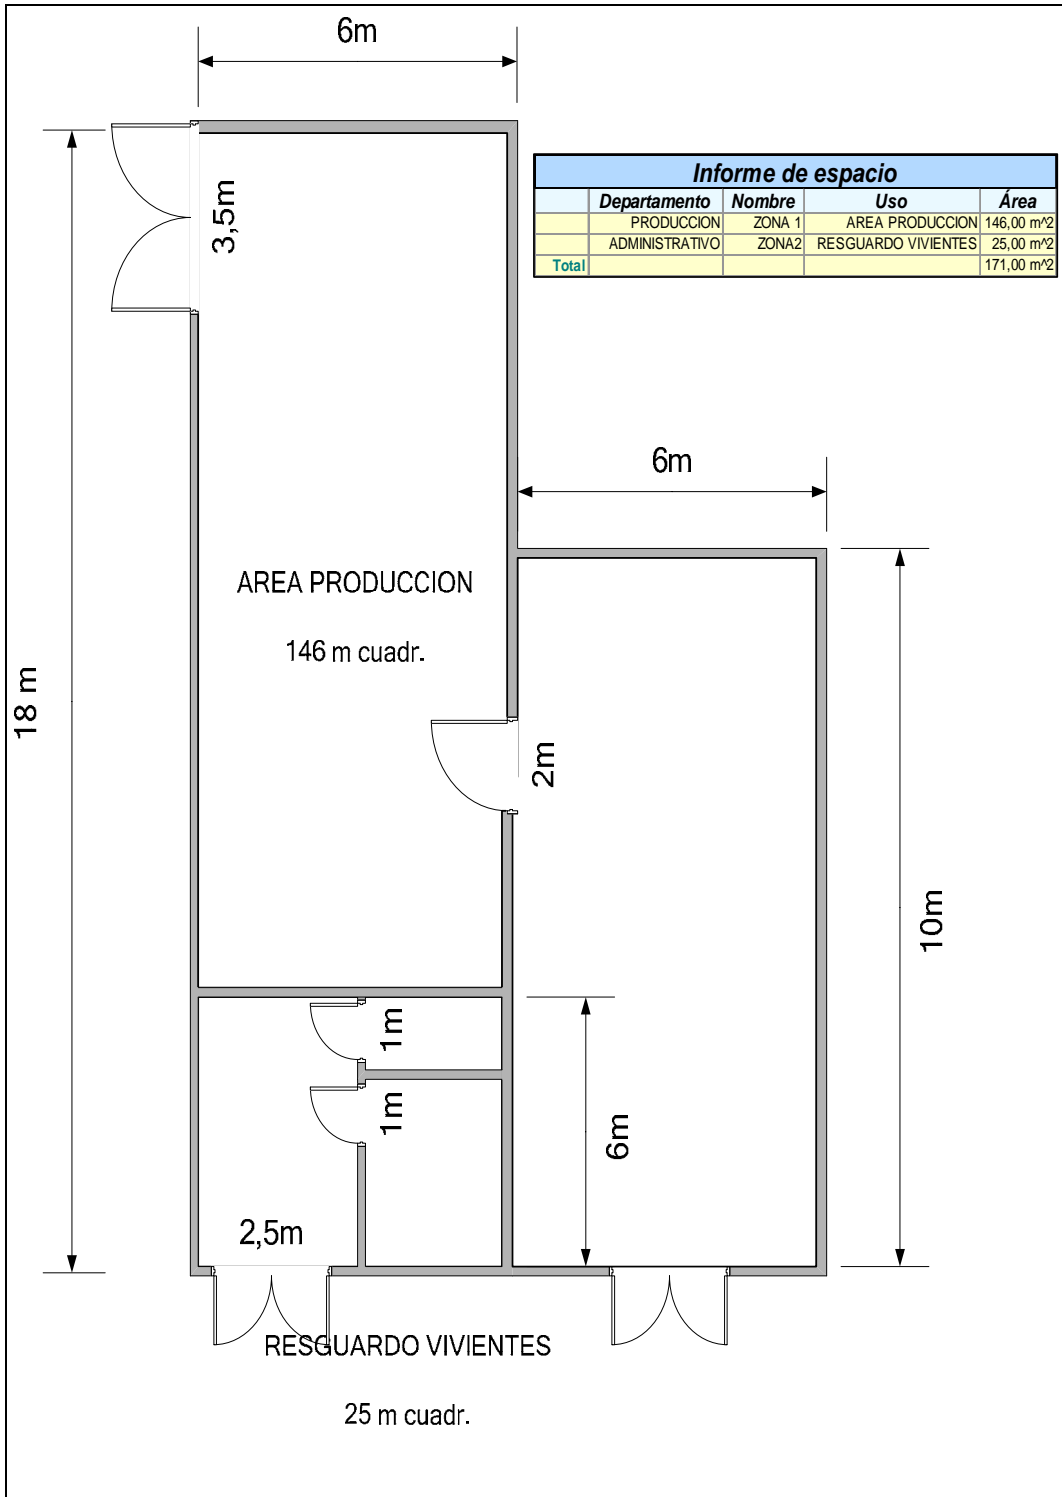 6m
3,5m
Informe de espacio
Departamento Nombre Uso Área
PRODUCCION ZONA 1 AREA PRODUCCION 146,00 m^2
ADMINISTRATIVO ZONA2 RESGUARDO VIVIENTES 25,00 m^2
Total 171,00 m^2
6m
AREA PRODUCCION
146 m cuadr.
18 m
2m
10m
1m
1m
6m
2,5m
RESGUARDO VIVIENTES
25 m cuadr.